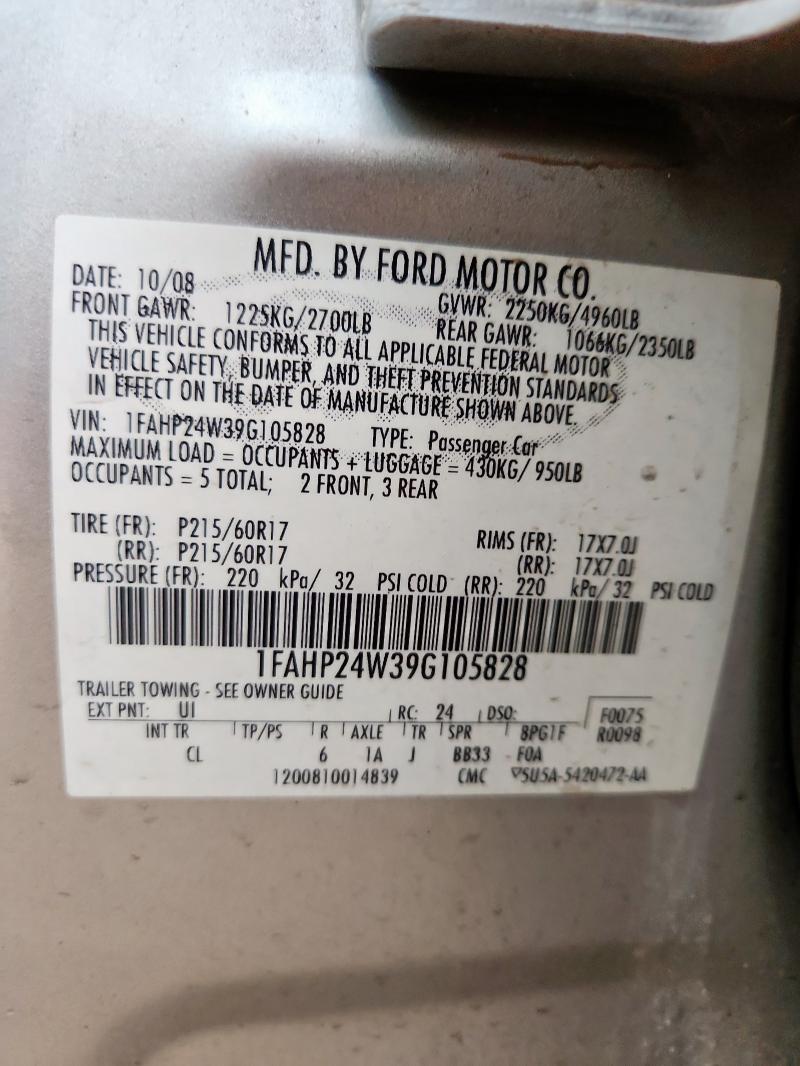 MFD. BY FORD MOTOR CO.
DATE: 10/08 GVWR: 2250KG/4960LB
FRONT GAWR: 1225KG/2700LB REAR GAWR: 1066KG/2350LB
THIS VEHICLE CONFORMS TO ALL APPLICABLE FEDERAL MOTOR
VEHICLE SAFETY, BUMPER, AND THEFT PREVENTION STANDARDS
IN EFFECT ON THE DATE OF MANUFACTURE SHOWN ABOVE.
VIN: 1FAHP24W39G105828 TYPE: Passenger Car
MAXIMUM LOAD = OCCUPANTS + LUGGAGE = 430KG/ 950LB
OCCUPANTS = 5 TOTAL; 2 FRONT, 3 REAR
TIRE (FR): P215/60R17 RIMS (FR): 17X7.0J
(RR): P215/60R17 (RR): 17X7.0J
PRESSURE (FR): 220 kPa/ 32 PSI COLD (RR): 220 kPa/ 32 PSI COLD
1FAHP24W39G105828
TRAILER TOWING - SEE OWNER GUIDE
EXT PNT: UI RC: 24 DSO: F0075
INT TR TP/PS R AXLE TR SPR 8PG1F R0098
CL 6 1A J BB33 F0A
1200810014839 CMC ▽5U5A-5420472-AA